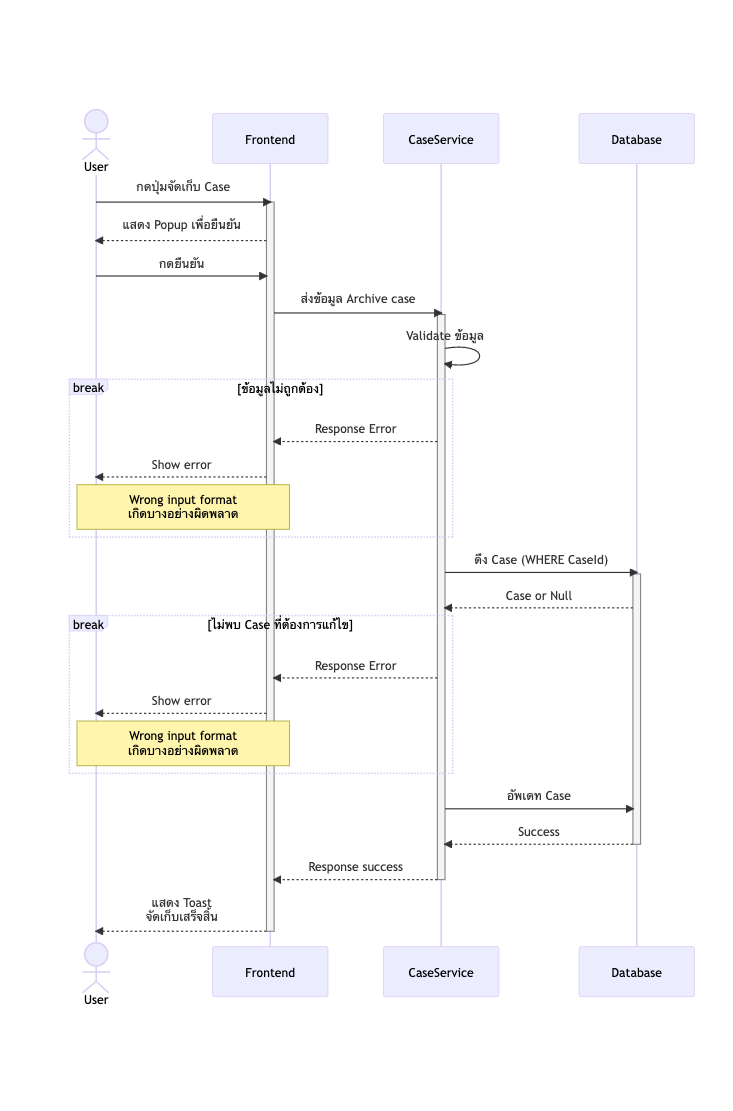 User
Frontend
CaseService
Database
กดปุ่มจัดเก็บ Case
แสดง Popup เพื่อยืนยัน
กดยืนยัน
ส่งข้อมูล Archive case
Validate ข้อมูล
break
[ข้อมูลไม่ถูกต้อง]
Response Error
Show error
Wrong input format
เกิดบางอย่างผิดพลาด
ดึง Case (WHERE CaseId)
Case or Null
break
[ไม่พบ Case ที่ต้องการแก้ไข]
Response Error
Show error
Wrong input format
เกิดบางอย่างผิดพลาด
อัพเดท Case
Success
Response success
แสดง Toast
จัดเก็บเสร็จสิ้น
User
Frontend
CaseService
Database